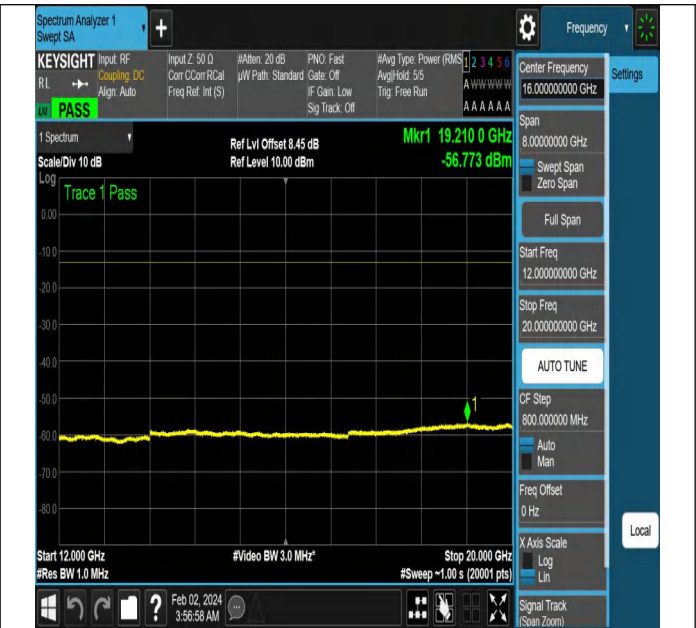 Spectrum Analyzer 1
Swept SA
Frequency
KEYSIGHT
RL
PASS
Input: RF
Coupling: DC
Align: Auto
Input Z: 50 Ω
Corr CCorr RCal
Freq Ref: Int (S)
#Atten: 20 dB
µW Path: Standard
PNO: Fast
Gate: Off
IF Gain: Low
Sig Track: Off
#Avg Type: Power (RMS)
Avg|Hold: 5/5
Trig: Free Run
1 2 3 4 5 6
A W W W W W
A A A A A A
1 Spectrum
Scale/Div 10 dB
Ref Lvl Offset 8.45 dB
Ref Level 10.00 dBm
Mkr1 19.210 0 GHz
-56.773 dBm
Log
Trace 1 Pass
0.00
-10.0
-20.0
-30.0
-40.0
-50.0
-60.0
-70.0
-80.0
1
Start 12.000 GHz
#Res BW 1.0 MHz
#Video BW 3.0 MHz*
Stop 20.000 GHz
#Sweep ~1.00 s (20001 pts)
Feb 02, 2024
3:56:58 AM
Center Frequency
16.000000000 GHz
Settings
Span
8.00000000 GHz
Swept Span
Zero Span
Full Span
Start Freq
12.000000000 GHz
Stop Freq
20.000000000 GHz
AUTO TUNE
CF Step
800.000000 MHz
Auto
Man
Freq Offset
0 Hz
X Axis Scale
Log
Lin
Local
Signal Track
(Span Zoom)